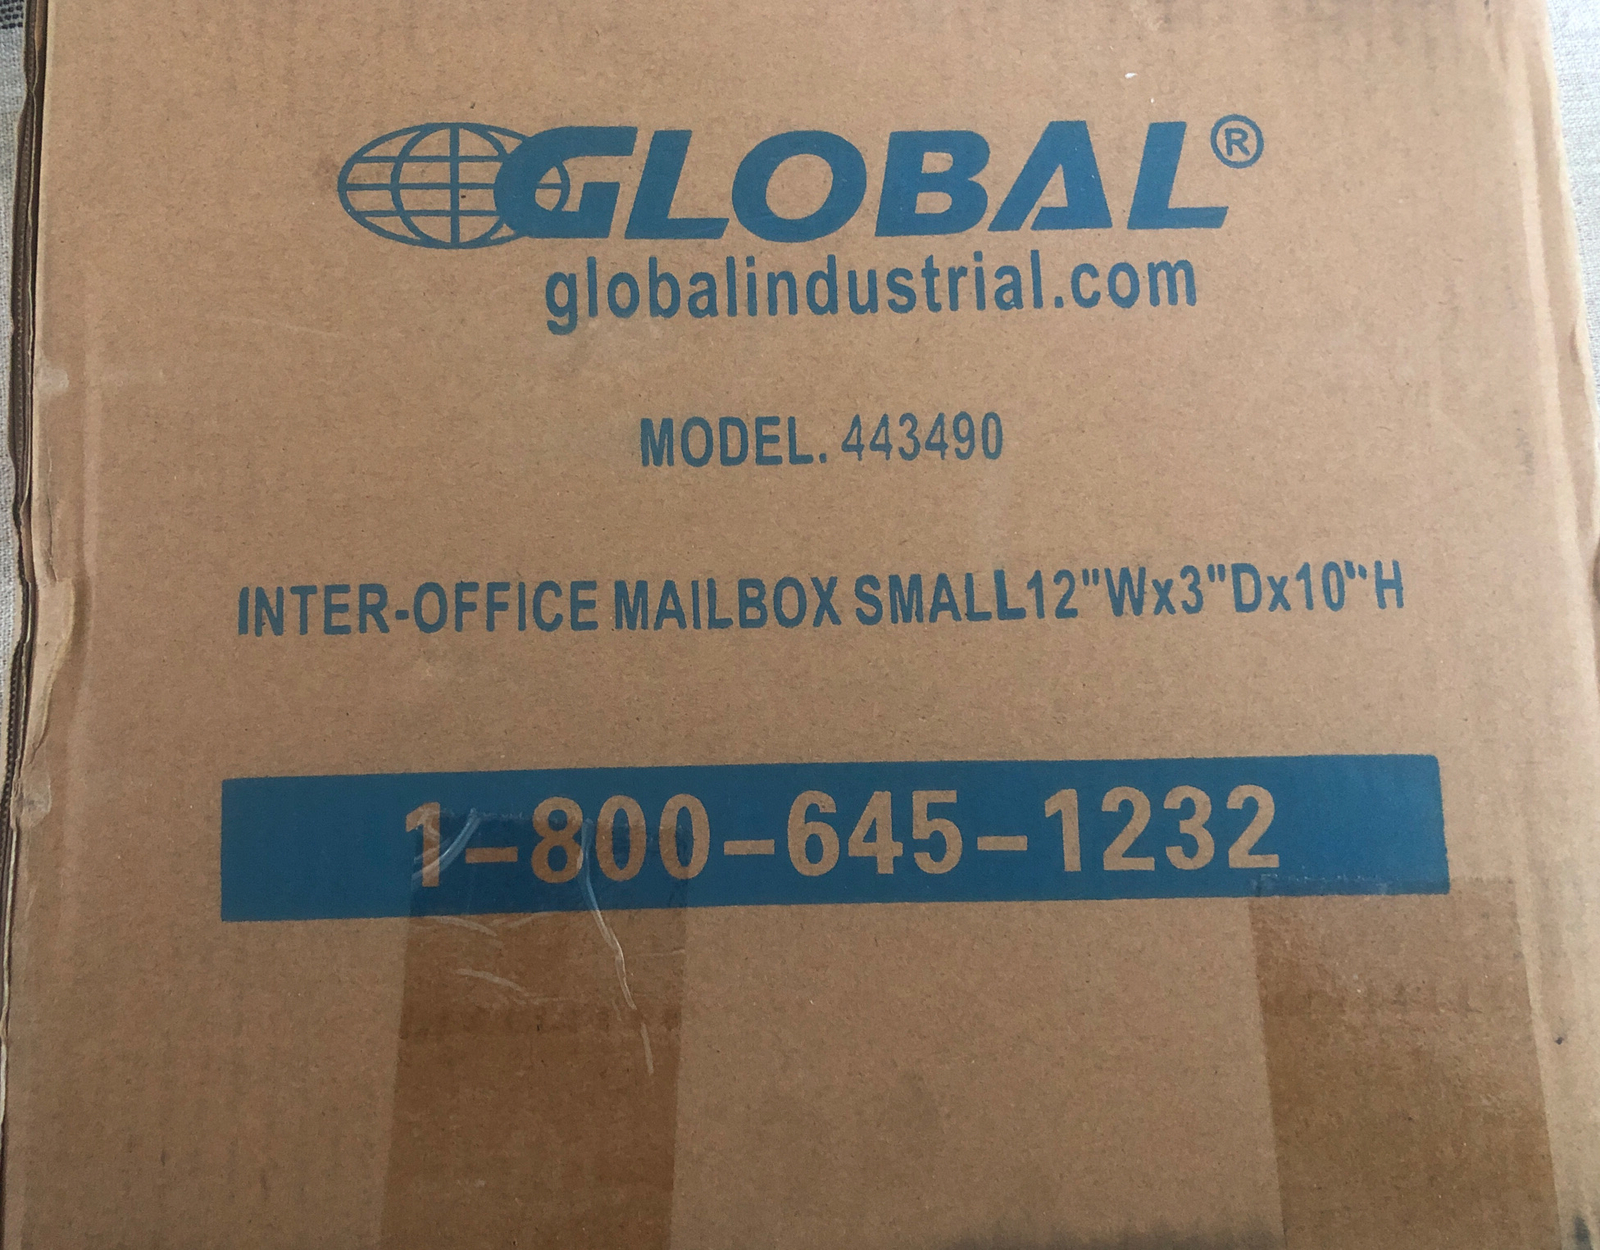 GLOBAL®
globalindustrial.com
MODEL. 443490
INTER-OFFICE MAILBOX SMALL12"Wx3"Dx10"H
1-800-645-1232